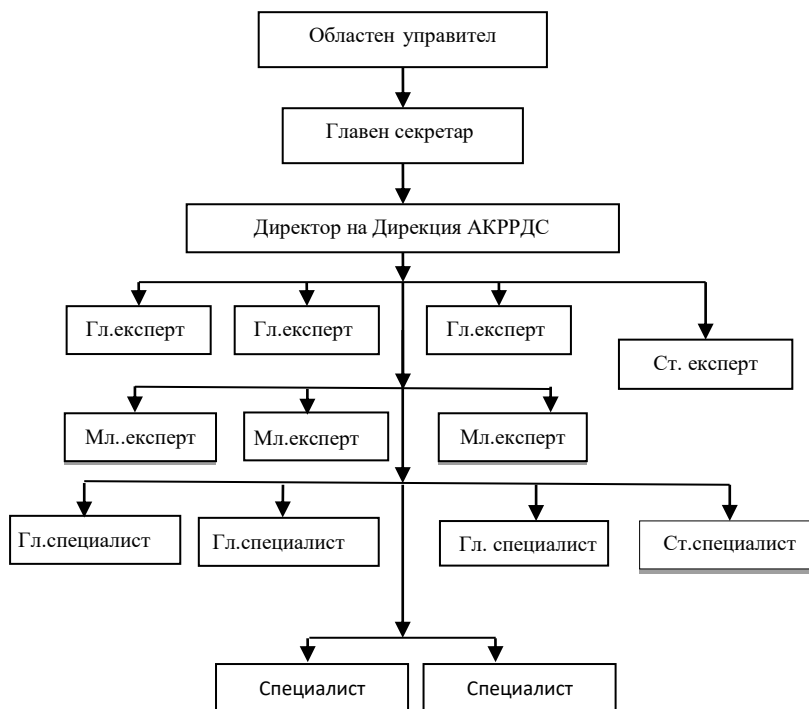 Областен управител
Главен секретар
Директор на Дирекция АКРРДС
Гл.експерт
Гл.експерт
Гл.експерт
Ст. експерт
Мл..експерт
Мл.експерт
Мл.експерт
Гл.специалист
Гл.специалист
Гл. специалист
Ст.специалист
Специалист
Специалист